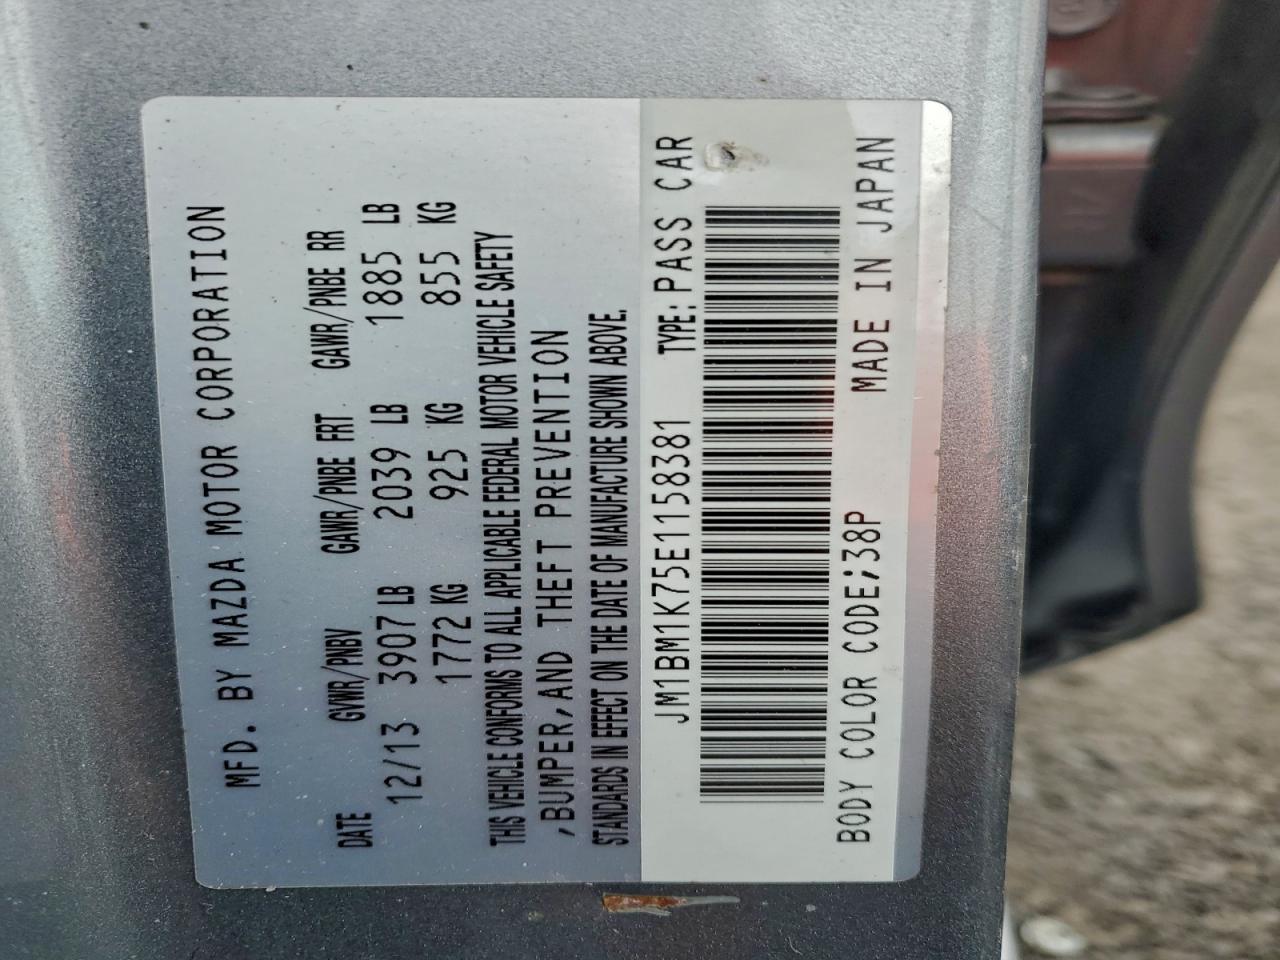 MFD. BY MAZDA MOTOR CORPORATION
DATE GVWR/PNBV GAWR/PNBE FRT GAWR/PNBE RR
12/13 3907 LB 2039 LB 1885 LB
1772 KG 925 KG 855 KG
THIS VEHICLE CONFORMS TO ALL APPLICABLE FEDERAL MOTOR VEHICLE SAFETY
,BUMPER,AND THEFT PREVENTION
STANDARDS IN EFFECT ON THE DATE OF MANUFACTURE SHOWN ABOVE.
JM1BM1K75E1158381 TYPE: PASS CAR
BODY COLOR CODE;38P MADE IN JAPAN